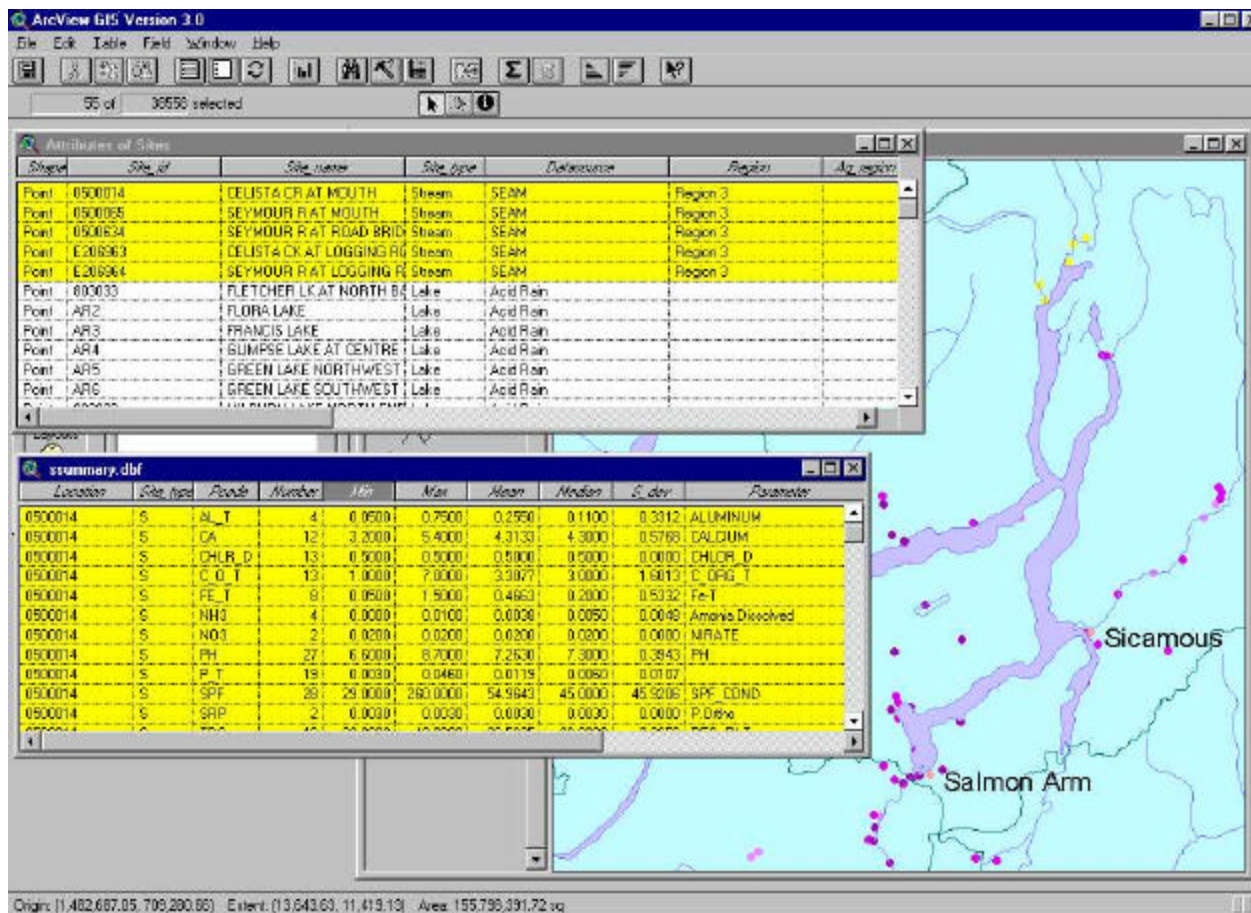 ArcView GIS Version 3.0
File Edit Table Field Window Help
55 of 38556 selected
Attributes of Sites
Shape Site_id Site_name Site_type Datasource Region Aq_region
Point 0500014 CELISTA CR AT MOUTH Stream SEAM Region 3
Point 0500065 SEYMOUR R AT MOUTH Stream SEAM Region 3
Point 0500634 SEYMOUR R AT ROAD BRID Stream SEAM Region 3
Point E206963 CELISTA CK AT LOGGING RO Stream SEAM Region 3
Point E206964 SEYMOUR R AT LOGGING R Stream SEAM Region 3
Point 803033 FLETCHER LK AT NORTH BA Lake Acid Rain
Point AR2 FLORA LAKE Lake Acid Rain
Point AR3 FRANCIS LAKE Lake Acid Rain
Point AR4 GLIMPSE LAKE AT CENTRE Lake Acid Rain
Point AR5 GREEN LAKE NORTHWEST Lake Acid Rain
Point AR6 GREEN LAKE SOUTHWEST Lake Acid Rain
Layouts
ssummary.dbf
Location Site_type Pcode Number Min Max Mean Median S_dev Parameter
0500014 S AL_T 4 0.0500 0.7500 0.2550 0.1100 0.3312 ALUMINUM
0500014 S CA 12 3.2000 5.4000 4.3133 4.3000 0.5768 CALCIUM
0500014 S CHLR_D 13 0.5000 0.5000 0.5000 0.5000 0.0000 CHLOR_D
0500014 S C_O_T 13 1.0000 7.0000 3.3077 3.0000 1.6013 C_ORG_T
0500014 S FE_T 8 0.0500 1.5000 0.4663 0.2000 0.5332 Fe-T
0500014 S NH3 4 0.0000 0.0100 0.0038 0.0050 0.0048 Amonia Dissolved
0500014 S NO3 2 0.0200 0.0200 0.0200 0.0200 0.0000 NIRATE
0500014 S PH 27 6.6000 8.7000 7.2630 7.3000 0.3943 PH
0500014 S P_T 19 0.0030 0.0460 0.0119 0.0060 0.0107
0500014 S SPF 28 29.0000 260.0000 54.9643 45.0000 45.9206 SPF_COND
0500014 S SRP 2 0.0030 0.0030 0.0030 0.0030 0.0000 P.Ortho
Sicamous
Salmon Arm
Origin: (1,482,687.05, 709,280.66) Extent: (13,643.63, 11,419.13) Area: 155,798,391.72 sq